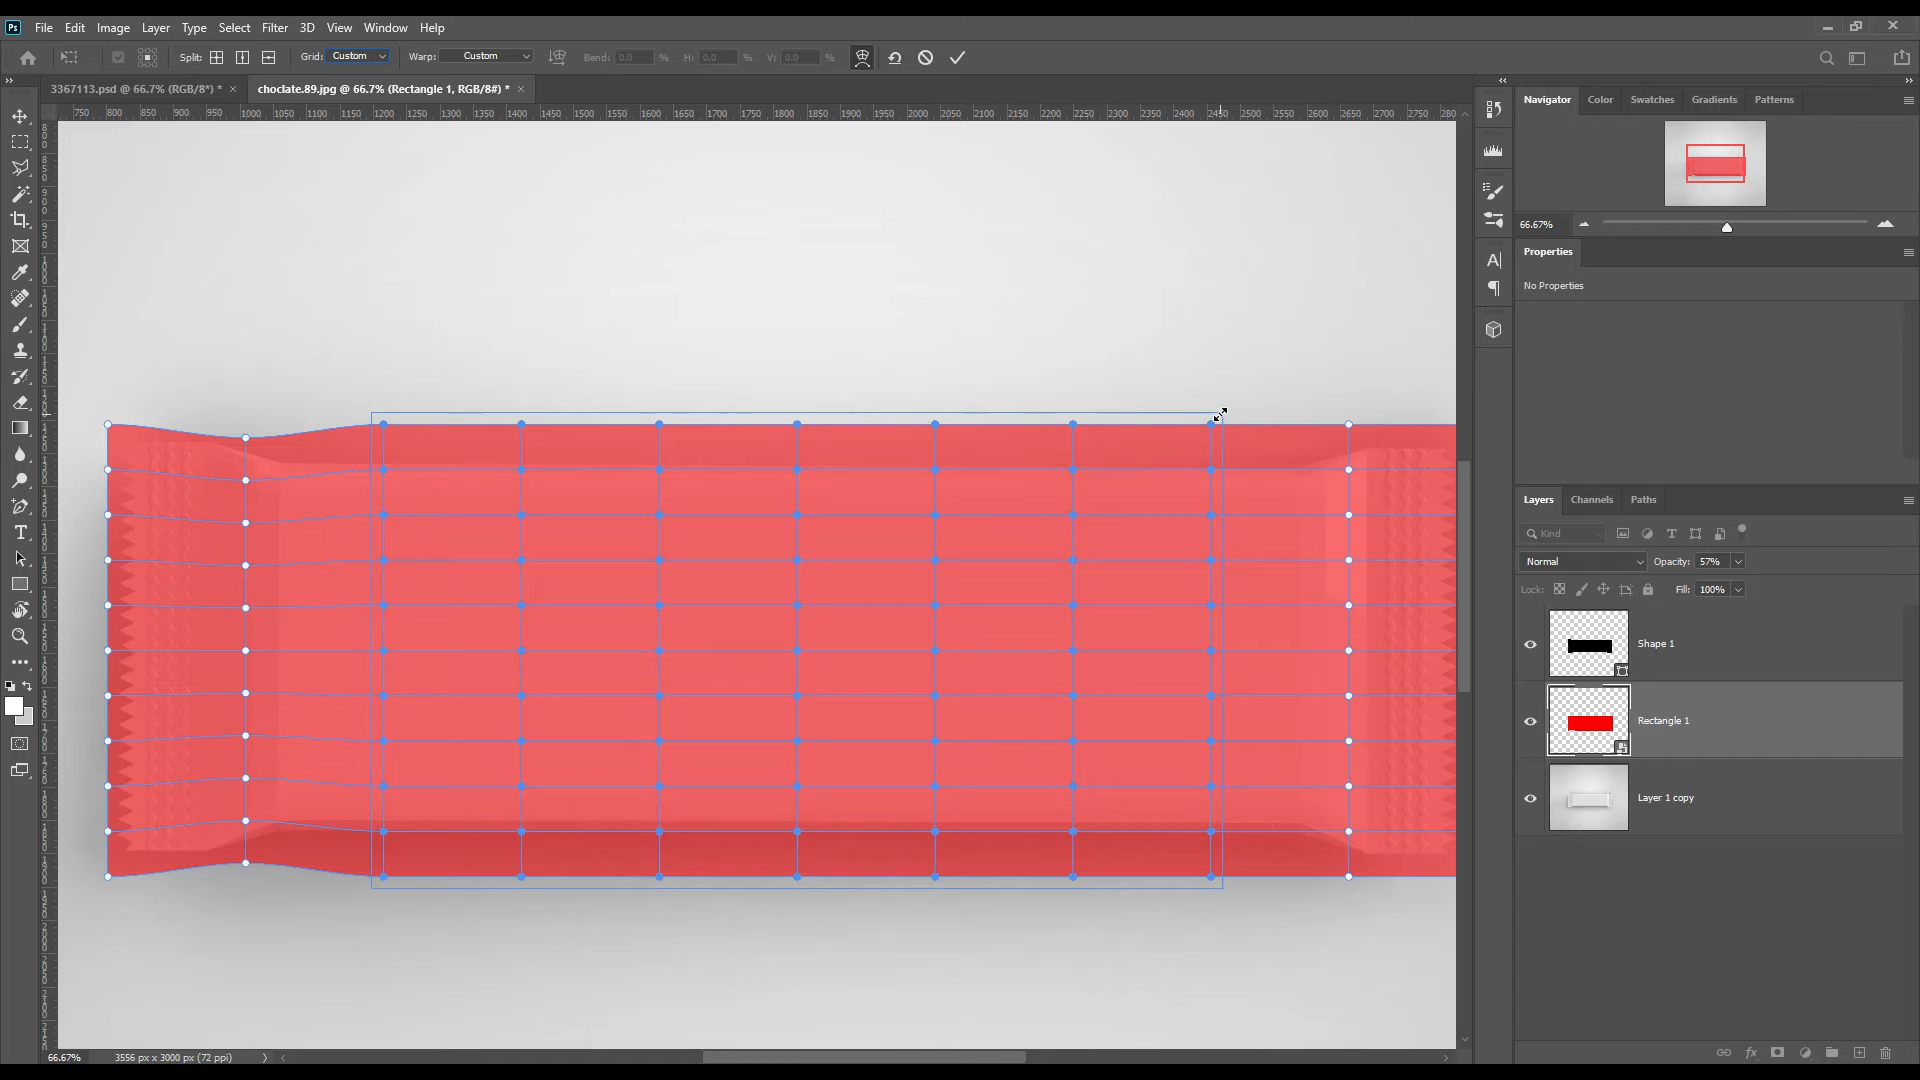 Ps File Edit Image Layer Type Select Filter 3D View Window Help
Split: Grid: Custom Warp: Custom Bend: 0.0 % H: 0.0 % V: 0.0 %
3367113.psd @ 66.7% (RGB/8*) * × choclate.89.jpg @ 66.7% (Rectangle 1, RGB/8#) * ×
750 800 850 900 950 1000 1050 1100 1150 1200 1250 1300 1350 1400 1450 1500 1550 1600 1650 1700 1750 1800 1850 1900 1950 2000 2050 2100 2150 2200 2250 2300 2350 2400 2450 2500 2550 2600 2650 2700 2750 280
Navigator Color Swatches Gradients Patterns
66.67%
Properties
No Properties
Layers Channels Paths
Kind
Normal Opacity: 57%
Lock: Fill: 100%
Shape 1
Rectangle 1
Layer 1 copy
66.67% 3556 px x 3000 px (72 ppi)